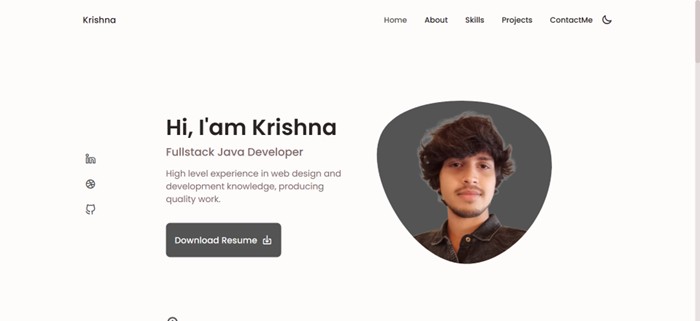 Krishna
Home About Skills Projects ContactMe
Hi, I'am Krishna
Fullstack Java Developer
High level experience in web design and
development knowledge, producing
quality work.
Download Resume